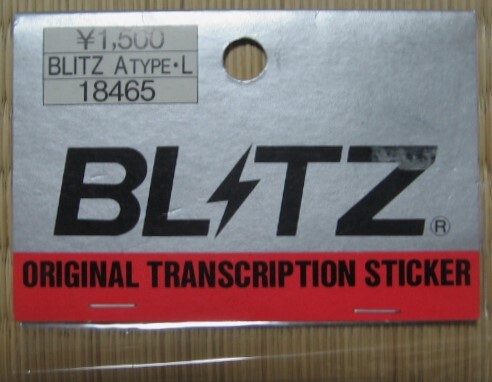 ¥1,500
BLITZ ATYPE・L
18465
BLITZ®
ORIGINAL TRANSCRIPTION STICKER